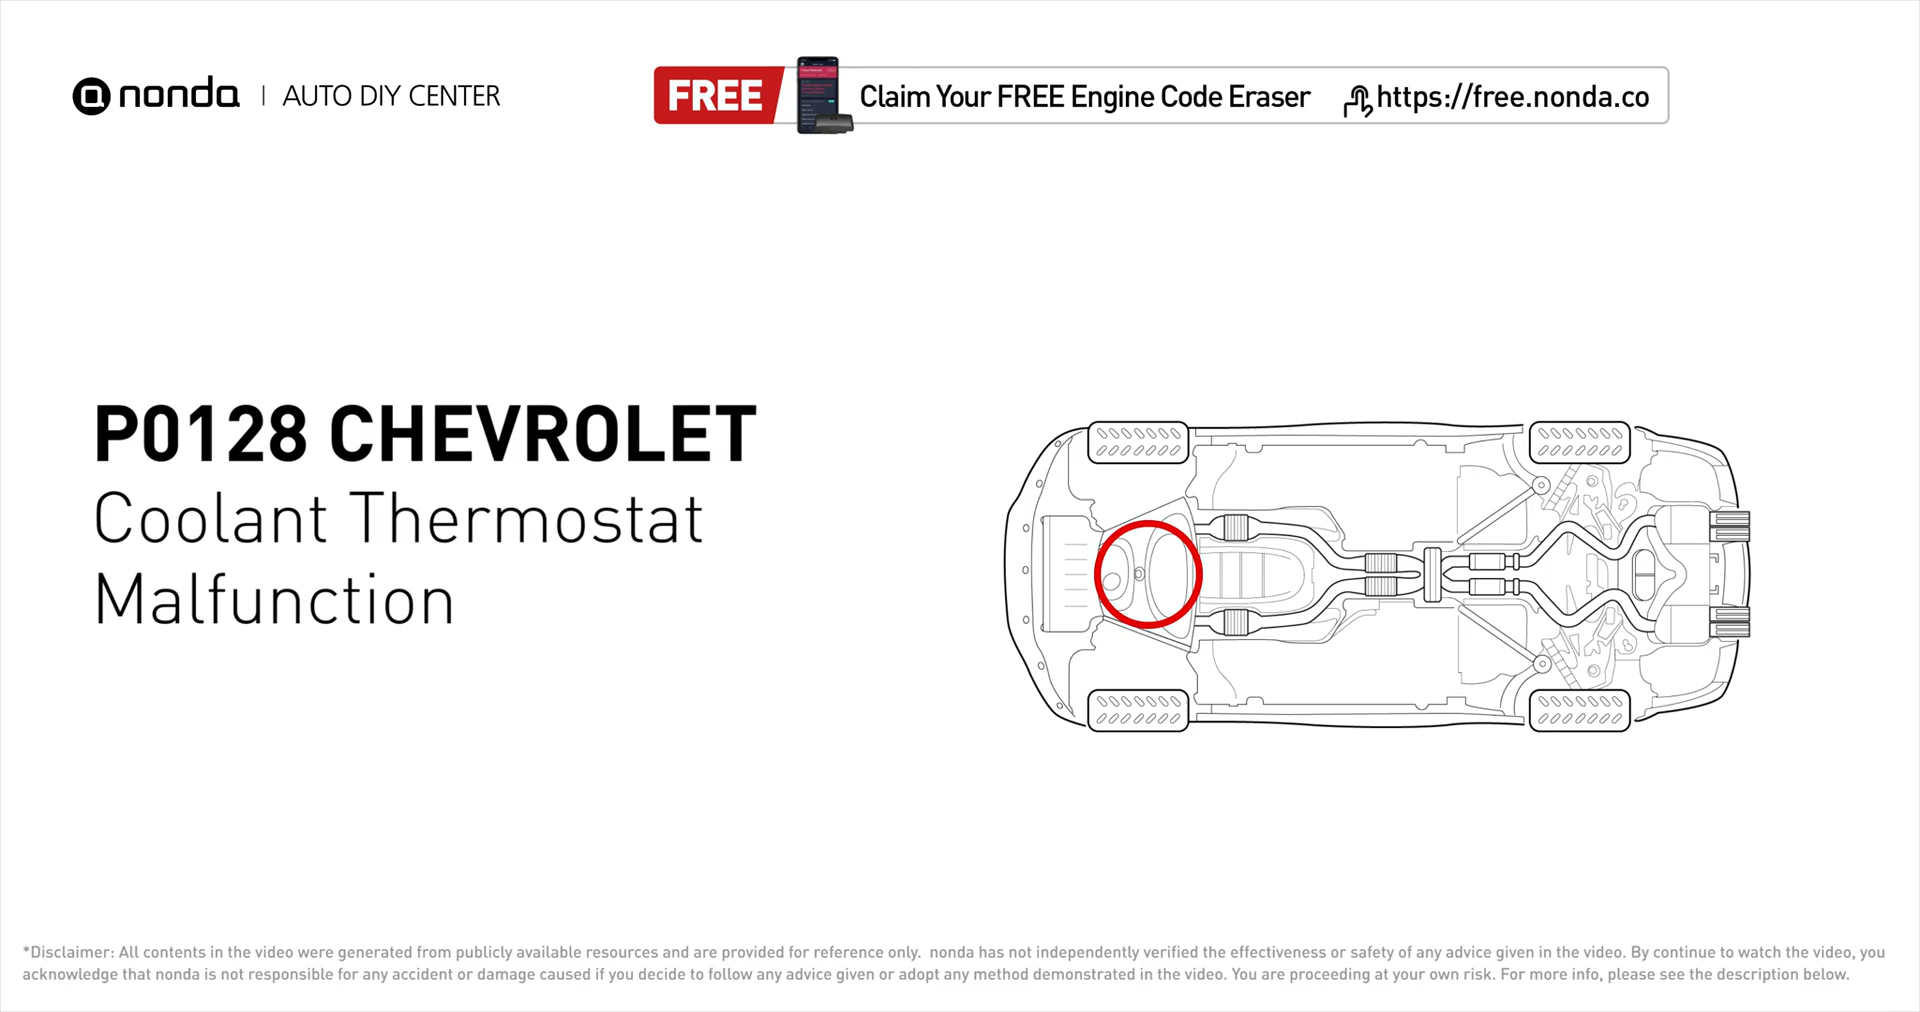 nonda | AUTO DIY CENTER
FREE Claim Your FREE Engine Code Eraser https://free.nonda.co
P0128 CHEVROLET
Coolant Thermostat
Malfunction
*Disclaimer: All contents in the video were generated from publicly available resources and are provided for reference only.  nonda has not independently verified the effectiveness or safety of any advice given in the video. By continue to watch the video, you
acknowledge that nonda is not responsible for any accident or damage caused if you decide to follow any advice given or adopt any method demonstrated in the video. You are proceeding at your own risk. For more info, please see the description below.